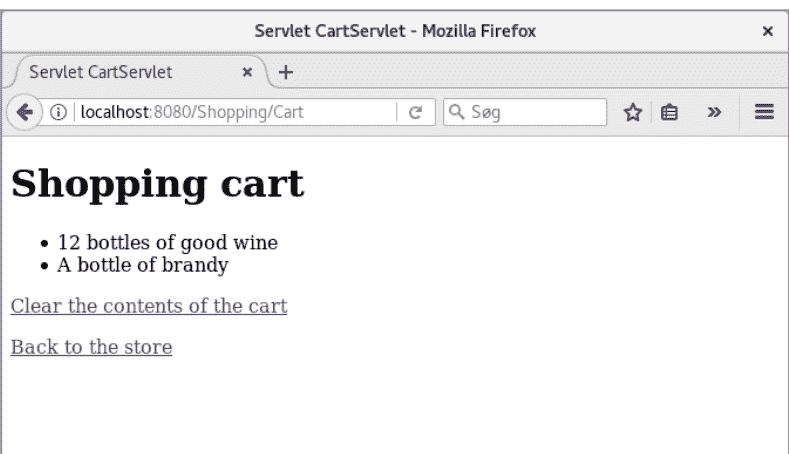 Servlet CartServlet - Mozilla Firefox
Servlet CartServlet
localhost:8080/Shopping/Cart
Søg
Shopping cart
• 12 bottles of good wine
• A bottle of brandy
Clear the contents of the cart
Back to the store